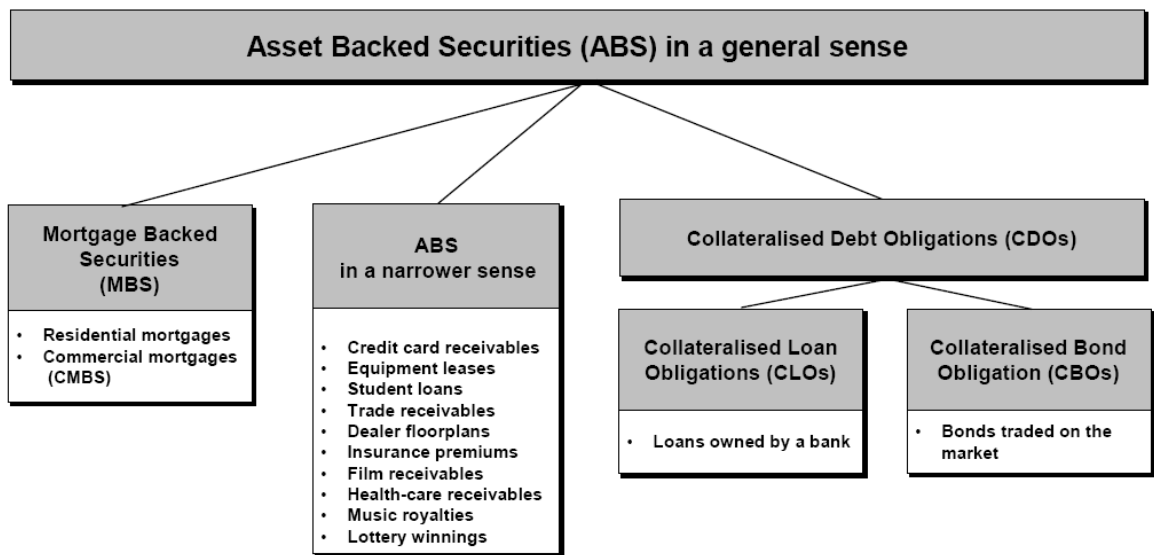 Asset Backed Securities (ABS) in a general sense
Mortgage Backed
Securities
(MBS)
• Residential mortgages
• Commercial mortgages
(CMBS)
ABS
in a narrower sense
• Credit card receivables
• Equipment leases
• Student loans
• Trade receivables
• Dealer floorplans
• Insurance premiums
• Film receivables
• Health-care receivables
• Music royalties
• Lottery winnings
Collateralised Debt Obligations (CDOs)
Collateralised Loan
Obligations (CLOs)
• Loans owned by a bank
Collateralised Bond
Obligation (CBOs)
• Bonds traded on the
market